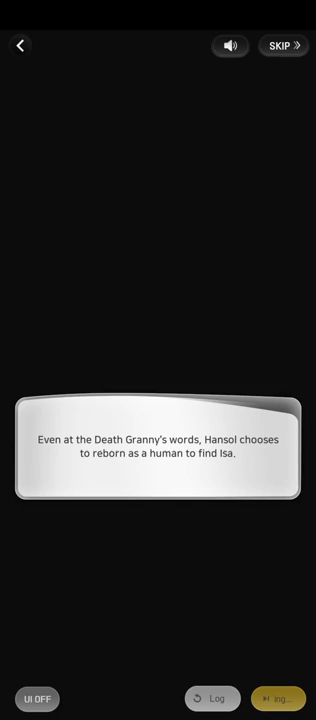 SKIP
Even at the Death Granny's words, Hansol chooses
to reborn as a human to find Isa.
UI OFF
Log
ing...